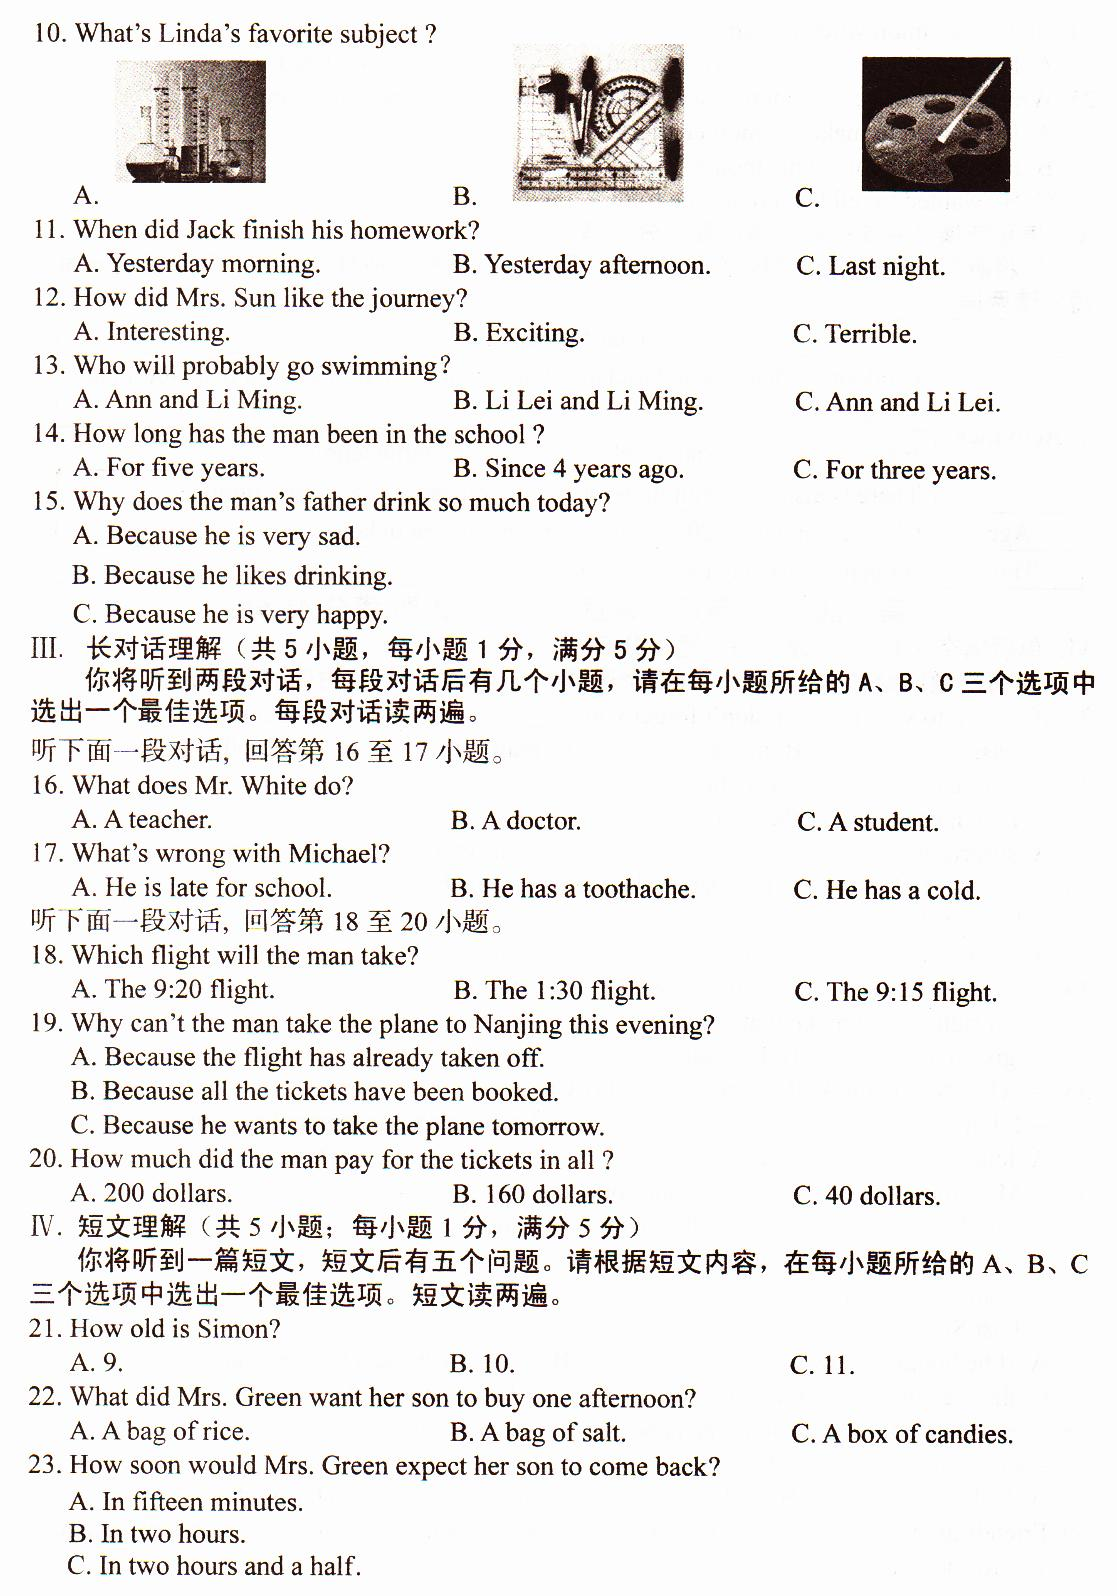 10. What's Linda's favorite subject ?
A. B. C.
11. When did Jack finish his homework?
A. Yesterday morning. B. Yesterday afternoon. C. Last night.
12. How did Mrs. Sun like the journey?
A. Interesting. B. Exciting. C. Terrible.
13. Who will probably go swimming?
A. Ann and Li Ming. B. Li Lei and Li Ming. C. Ann and Li Lei.
14. How long has the man been in the school ?
A. For five years. B. Since 4 years ago. C. For three years.
15. Why does the man's father drink so much today?
A. Because he is very sad.
B. Because he likes drinking.
C. Because he is very happy.
III. 长对话理解（共 5 小题，每小题 1 分，满分 5 分）
你将听到两段对话，每段对话后有几个小题，请在每小题所给的 A、B、C 三个选项中
选出一个最佳选项。每段对话读两遍。
听下面一段对话, 回答第 16 至 17 小题。
16. What does Mr. White do?
A. A teacher. B. A doctor. C. A student.
17. What's wrong with Michael?
A. He is late for school. B. He has a toothache. C. He has a cold.
听下面一段对话, 回答第 18 至 20 小题。
18. Which flight will the man take?
A. The 9:20 flight. B. The 1:30 flight. C. The 9:15 flight.
19. Why can't the man take the plane to Nanjing this evening?
A. Because the flight has already taken off.
B. Because all the tickets have been booked.
C. Because he wants to take the plane tomorrow.
20. How much did the man pay for the tickets in all ?
A. 200 dollars. B. 160 dollars. C. 40 dollars.
IV. 短文理解（共 5 小题；每小题 1 分，满分 5 分）
你将听到一篇短文，短文后有五个问题。请根据短文内容，在每小题所给的 A、B、C
三个选项中选出一个最佳选项。短文读两遍。
21. How old is Simon?
A. 9. B. 10. C. 11.
22. What did Mrs. Green want her son to buy one afternoon?
A. A bag of rice. B. A bag of salt. C. A box of candies.
23. How soon would Mrs. Green expect her son to come back?
A. In fifteen minutes.
B. In two hours.
C. In two hours and a half.